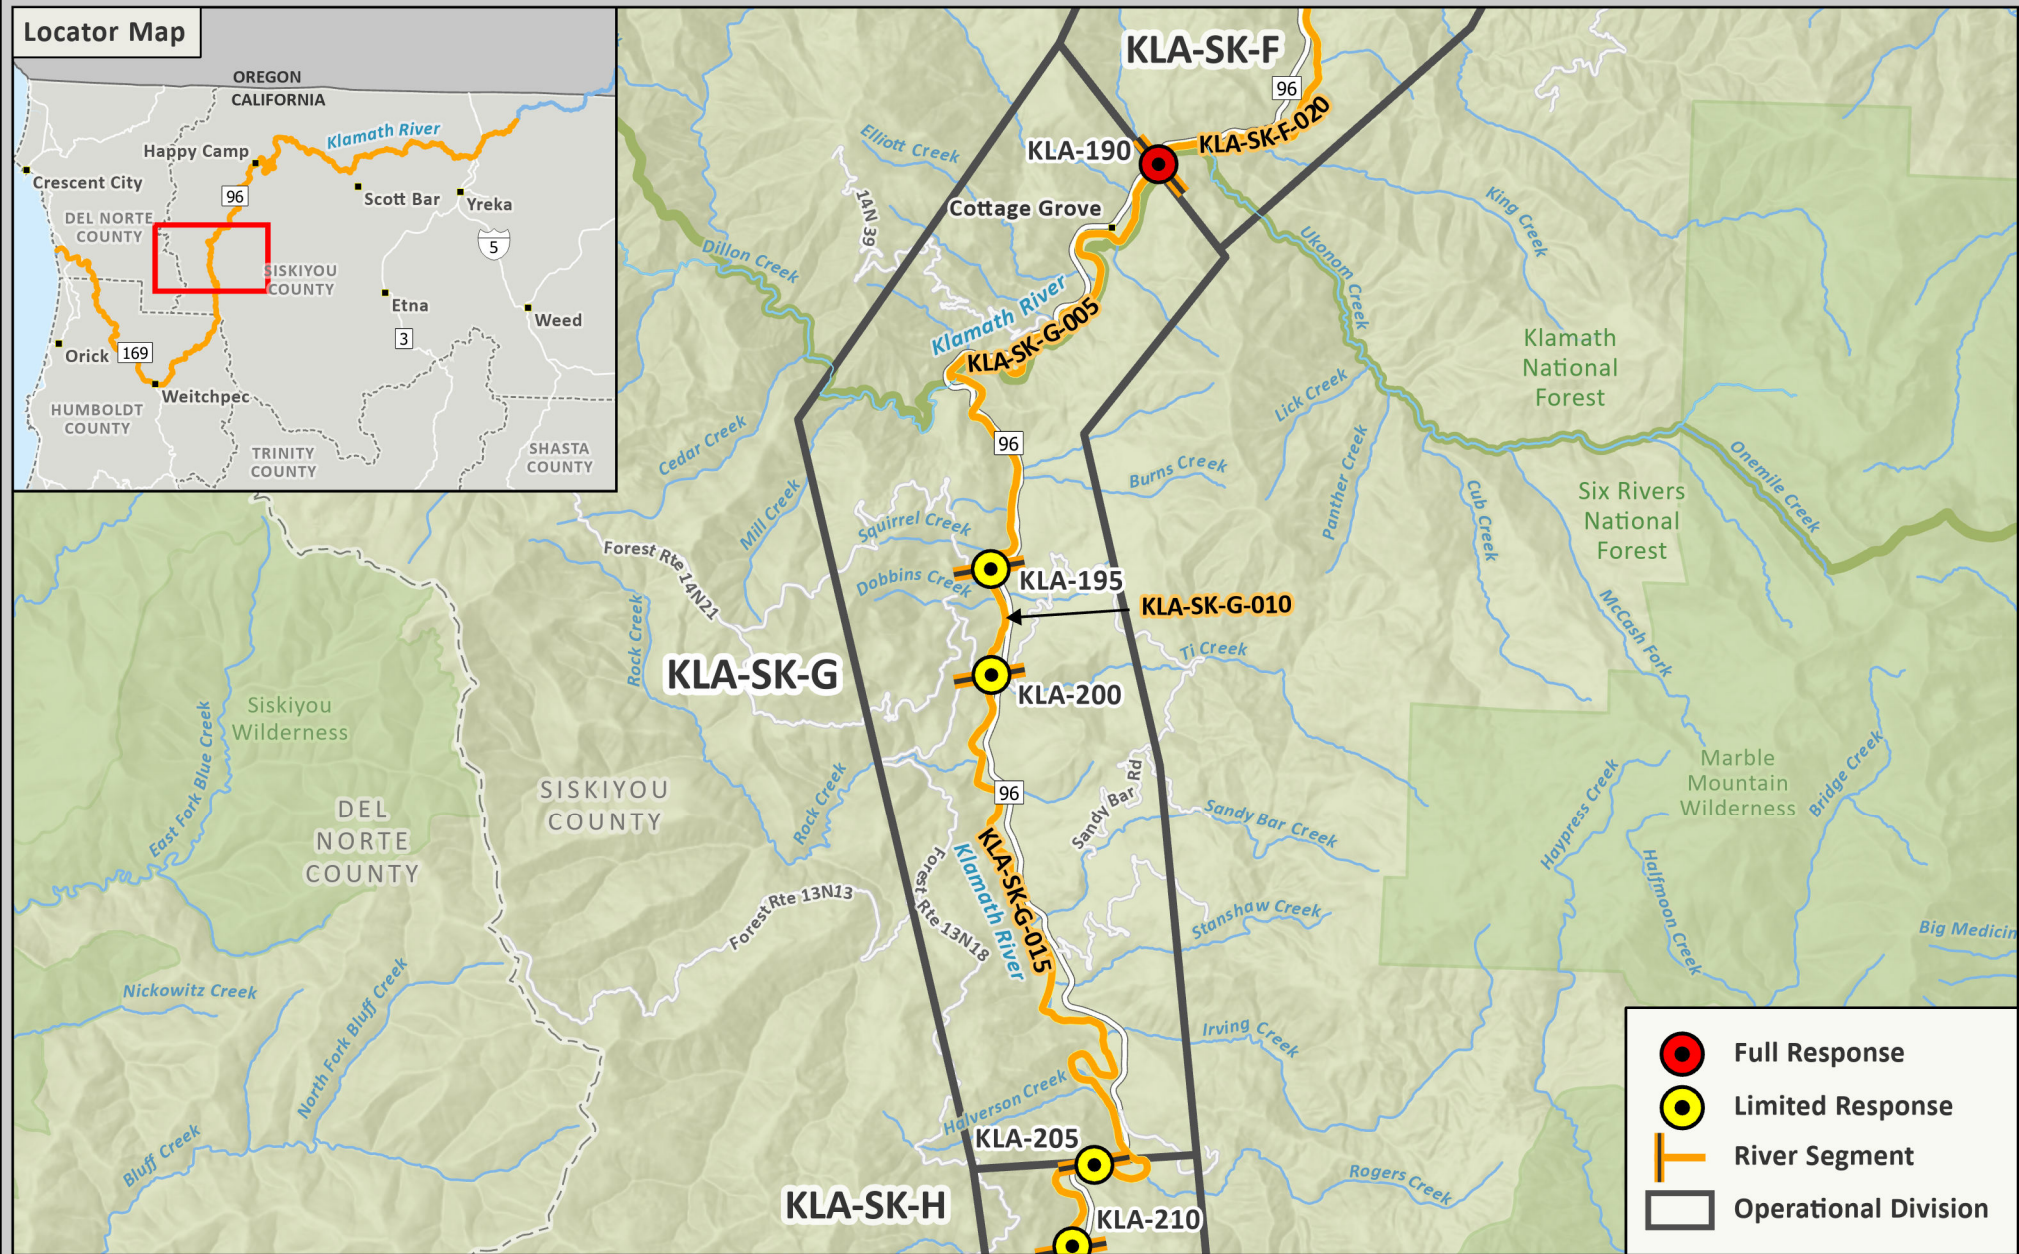 Locator Map
OREGON
CALIFORNIA
Klamath River
Happy Camp
Crescent City
Scott Bar
Yreka
96
DEL NORTE
COUNTY
5
SISKIYOU
COUNTY
Etna
Weed
Orick
169
3
Weitchpec
HUMBOLDT
COUNTY
TRINITY
COUNTY
SHASTA
COUNTY
KLA-SK-F
96
KLA-SK-F-020
KLA-190
Elliott Creek
14N 39
Cottage Grove
King Creek
Dillon Creek
Ukonom Creek
Klamath River
KLA-SK-G-005
Klamath
National
Forest
Lick Creek
Cedar Creek
96
Burns Creek
Panther Creek
Onemile Creek
Mill Creek
Squirrel Creek
Cub Creek
Six Rivers
National
Forest
Forest Rte 14N21
Dobbins Creek
KLA-195
KLA-SK-G-010
McCash Fork
Rock Creek
Ti Creek
KLA-SK-G
KLA-200
Siskiyou
Wilderness
East Fork Blue Creek
SISKIYOU
COUNTY
DEL
NORTE
COUNTY
Rock Creek
96
Sandy Bar Rd
Sandy Bar Creek
Marble
Mountain
Wilderness
Haypress Creek
Bridge Creek
Halfmoon Creek
KLA-SK-G-015
Klamath River
Forest Rte 13N13
Forest Rte 13N18
Stanshaw Creek
Big Medicin
Nickowitz Creek
North Fork Bluff Creek
Irving Creek
Halverson Creek
Bluff Creek
KLA-205
Rogers Creek
KLA-SK-H
KLA-210
Full Response
Limited Response
River Segment
Operational Division